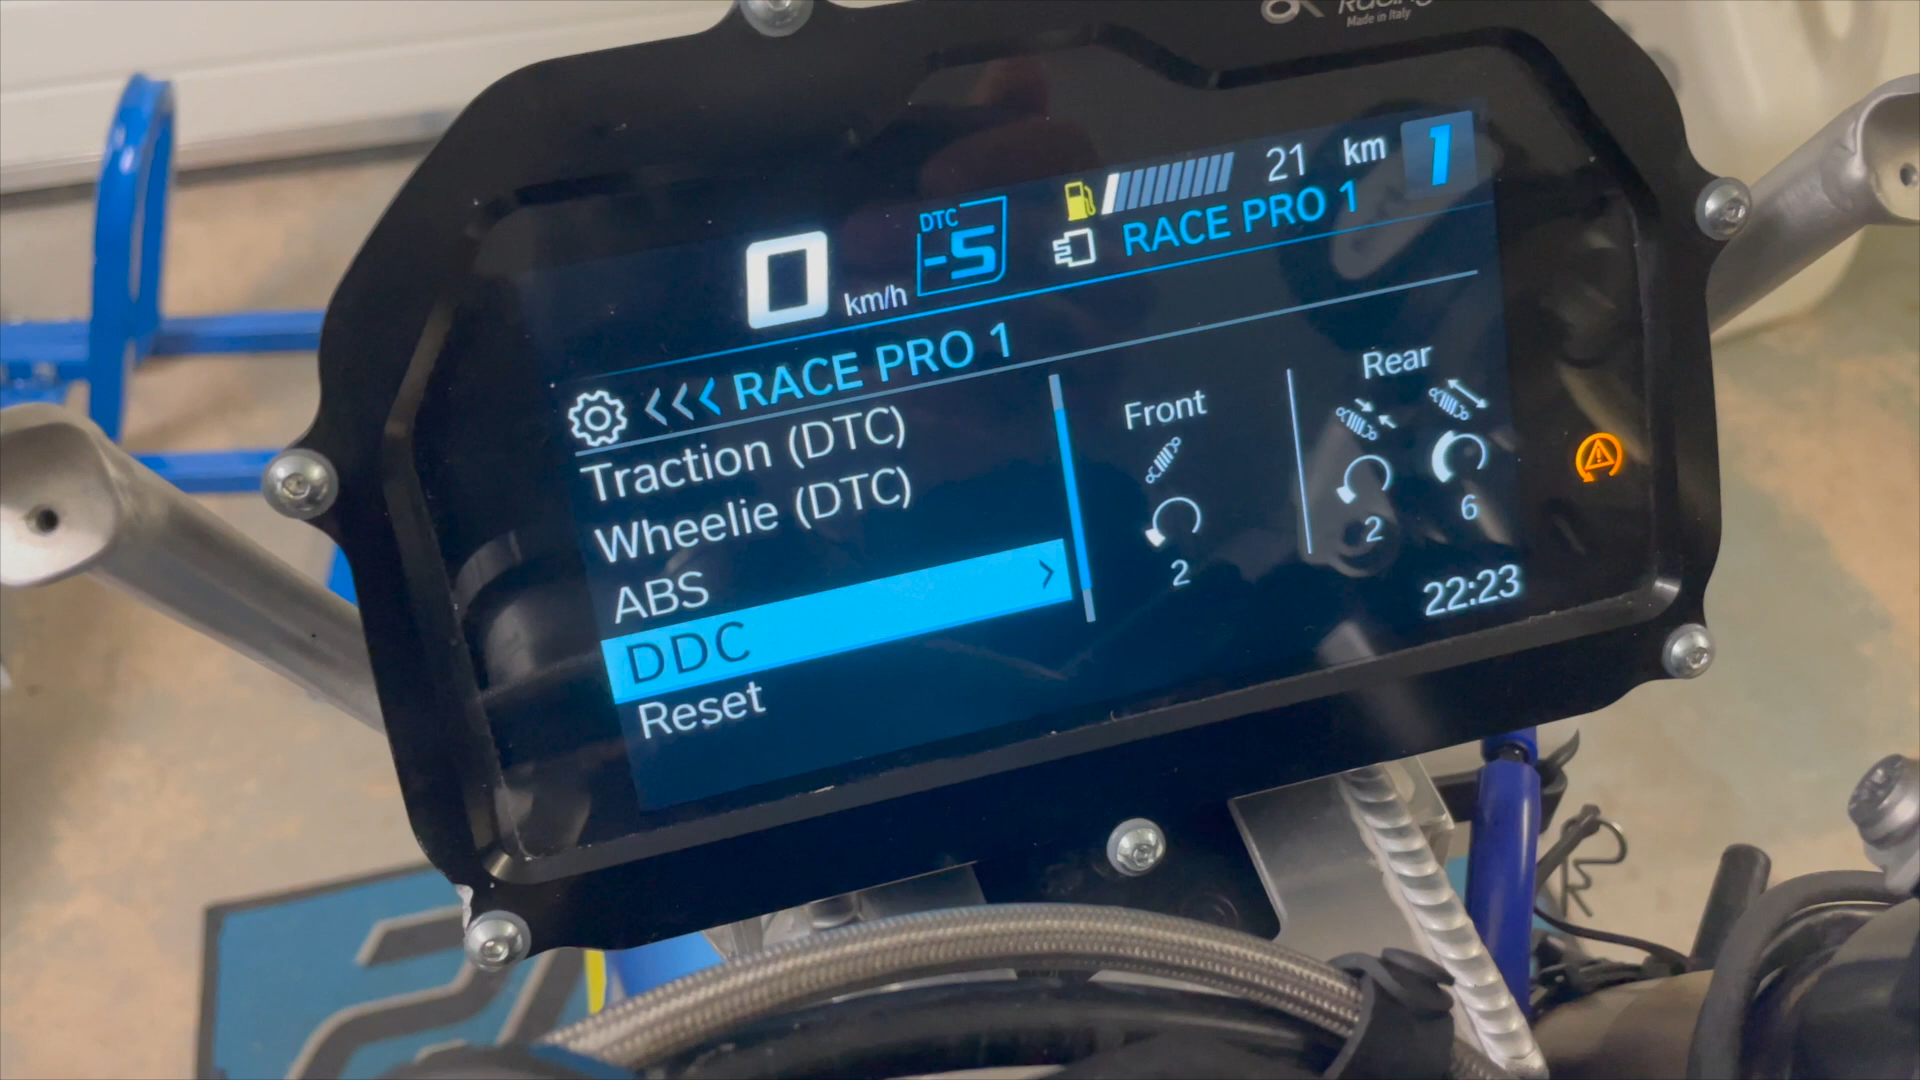 Racing
Made in Italy
0 km/h
DTC
-5
21 km
1
RACE PRO 1
<<< RACE PRO 1
Traction (DTC)
Wheelie (DTC)
ABS
DDC >
Reset
Front
2
Rear
2 6
22:23